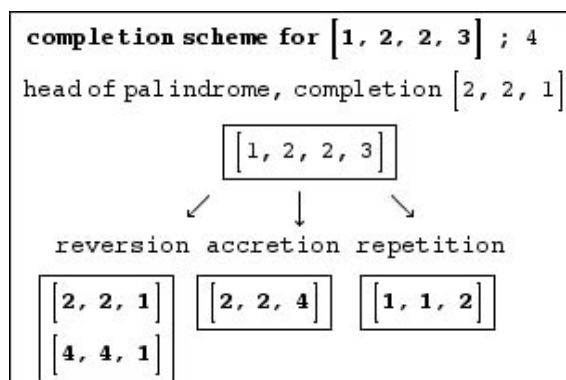 completion scheme for [1, 2, 2, 3] ; 4
head of palindrome, completion [2, 2, 1]
[1, 2, 2, 3]
reversion accretion repetition
[2, 2, 1] [2, 2, 4] [1, 1, 2]
[4, 4, 1]